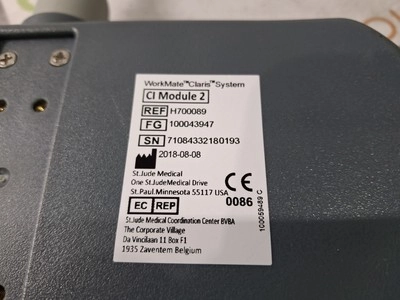 WorkMate™Claris™System
CI Module 2
REF H700089
FG 100043947
SN 71084332180193
2018-08-08
St.Jude Medical
One St.JudeMedical Drive
St.Paul.Minnesota 55117 USA
CE
0086
EC REP
St.Jude Medical Coordination Center BVBA
The Corporate Village
Da Vincilaan 11 Box F1
1935 Zaventem Belgium
100059489 C